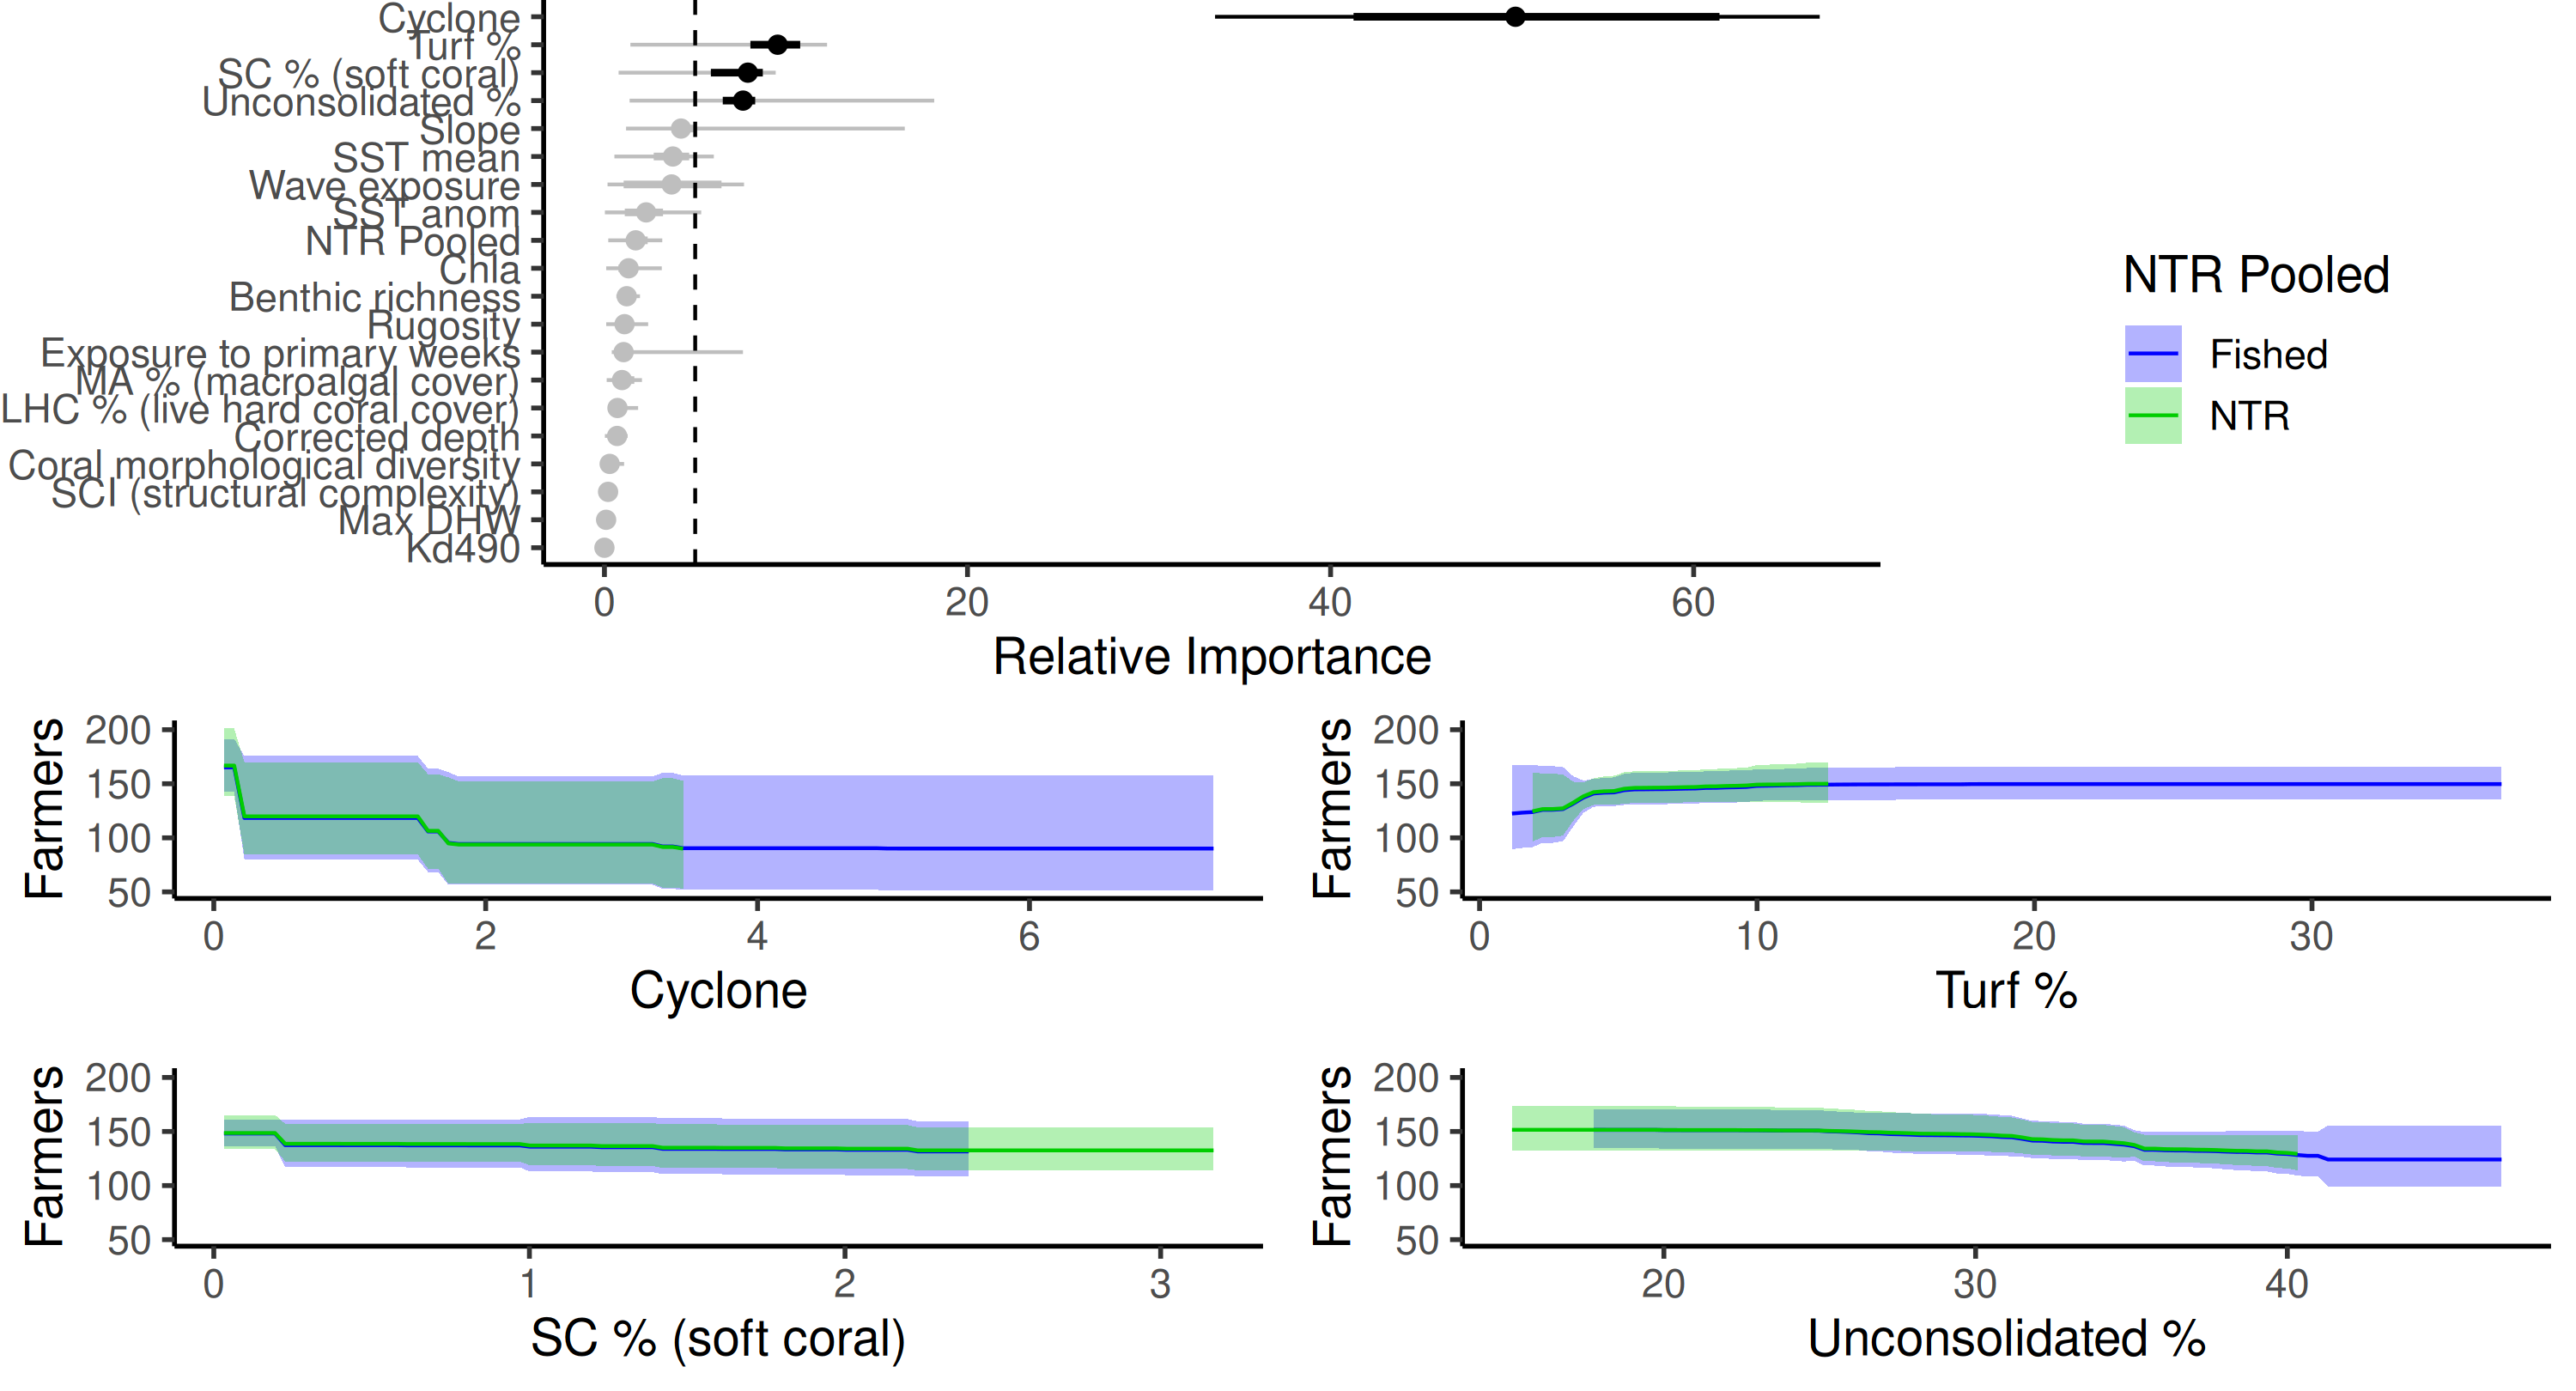 Cyclone
Turf %
SC % (soft coral)
Unconsolidated %
Slope
SST mean
Wave exposure
SST anom
NTR Pooled
Chla
Benthic richness
Rugosity
Exposure to primary weeks
MA % (macroalgal cover)
LHC % (live hard coral cover)
Corrected depth
Coral morphological diversity
SCI (structural complexity)
Max DHW
Kd490
0 20 40 60
Relative Importance
NTR Pooled
Fished
NTR
Farmers
200
150
100
50
0 2 4 6
Cyclone
Farmers
200
150
100
50
0 10 20 30
Turf %
Farmers
200
150
100
50
0 1 2 3
SC % (soft coral)
Farmers
200
150
100
50
20 30 40
Unconsolidated %